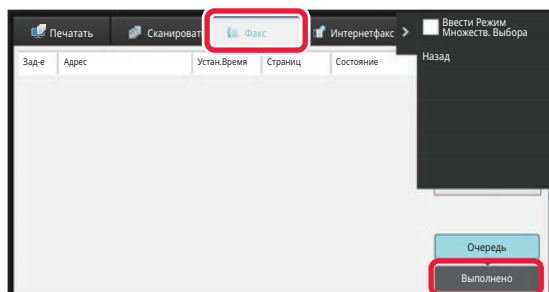 Печатать
Сканироват
Факс
Интернетфакс
Ввести Режим
Множеств. Выбора
Назад
Зад-е Адрес Устан.Время Страниц Состояние
Очередь
Выполнено